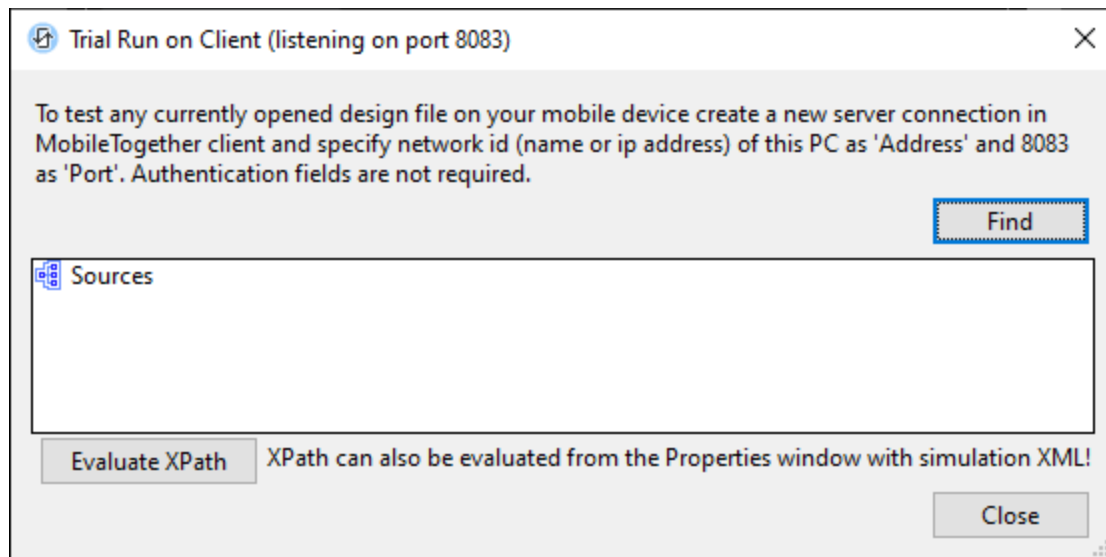 Trial Run on Client (listening on port 8083)
To test any currently opened design file on your mobile device create a new server connection in
MobileTogether client and specify network id (name or ip address) of this PC as 'Address' and 8083
as 'Port'. Authentication fields are not required.
Find
Sources
Evaluate XPath XPath can also be evaluated from the Properties window with simulation XML!
Close